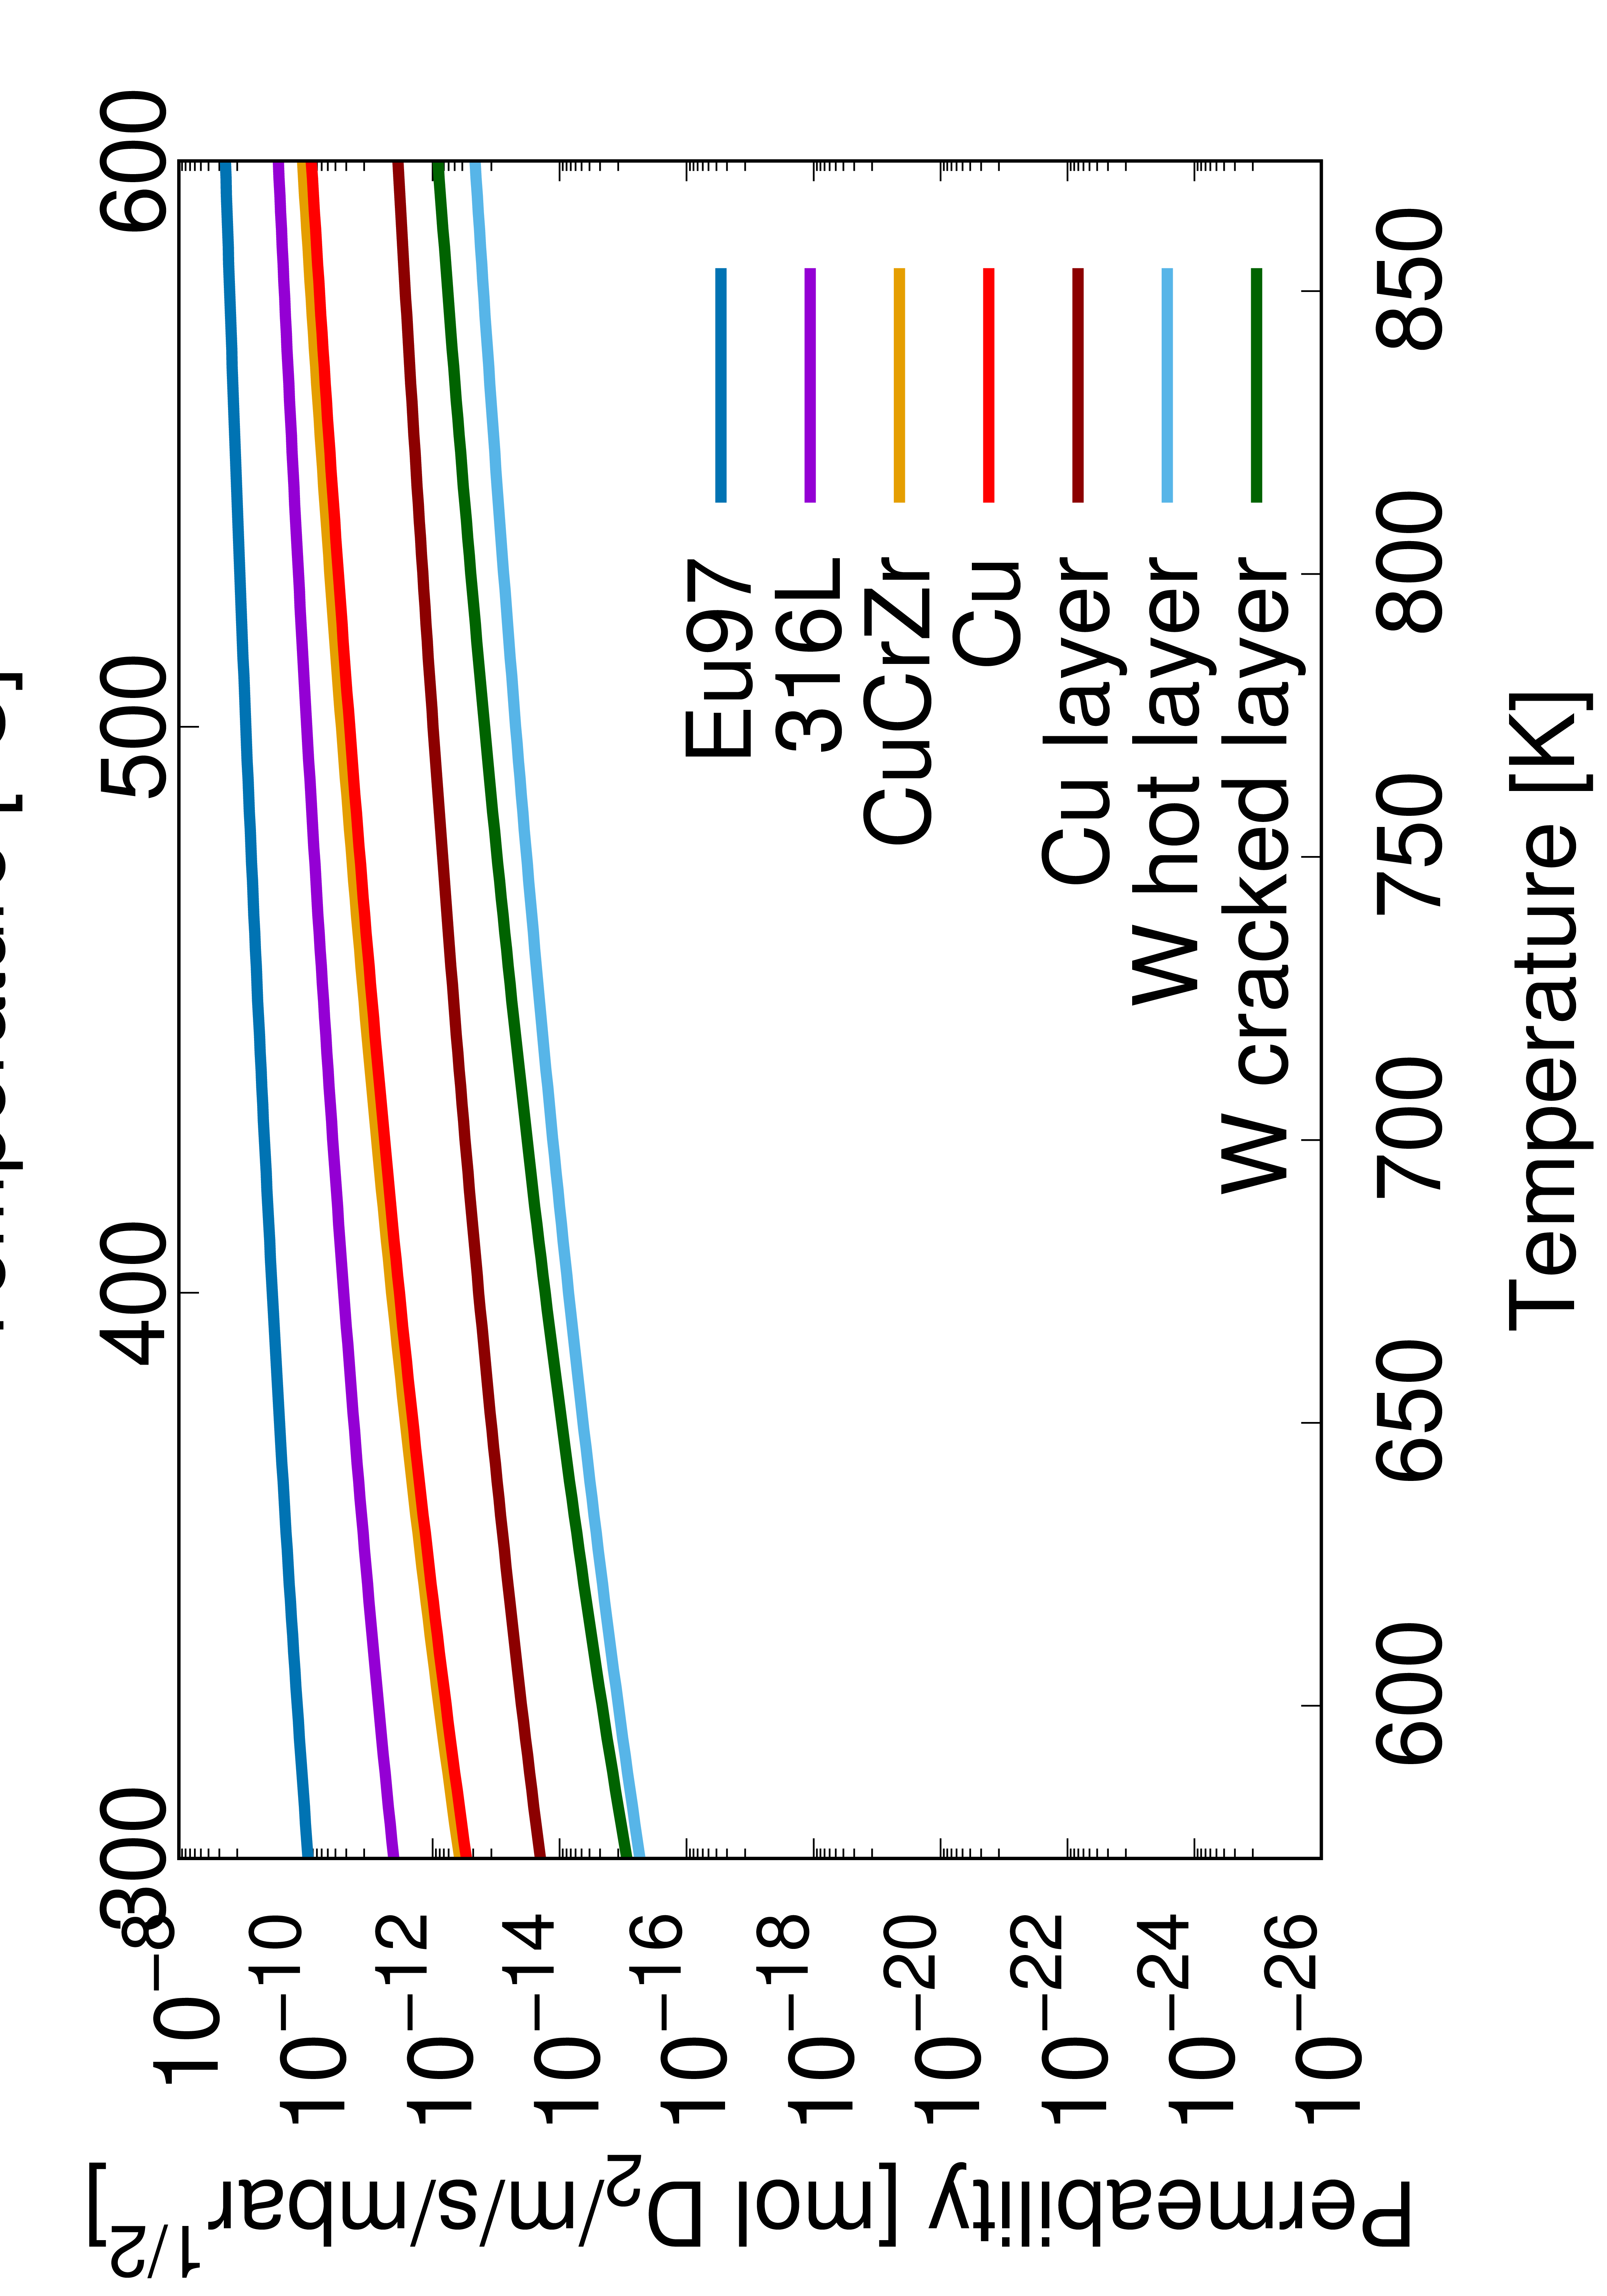 300 400 500 600
10⁻⁸
10⁻¹⁰
10⁻¹²
10⁻¹⁴
10⁻¹⁶
10⁻¹⁸
10⁻²⁰
10⁻²²
10⁻²⁴
10⁻²⁶
Permeability [mol D₂/m/s/mbar¹/²]
Eu97
316L
CuCrZr
Cu
Cu layer
W hot layer
W cracked layer
600 650 700 750 800 850
Temperature [K]